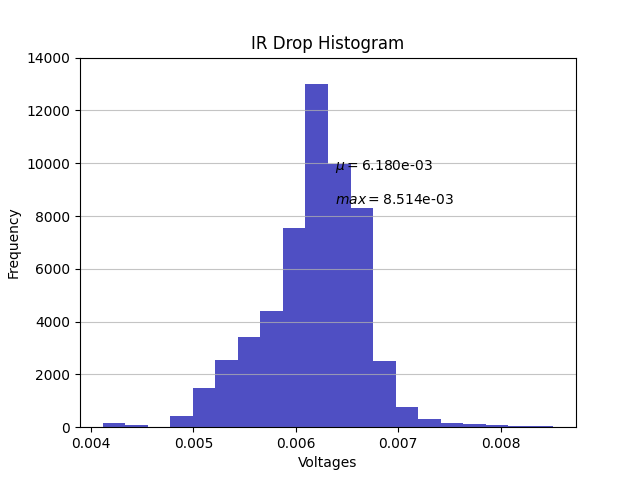 IR Drop Histogram
14000
12000
10000
8000
6000
4000
2000
0
Frequency
μ = 6.180e-03
max = 8.514e-03
0.004 0.005 0.006 0.007 0.008
Voltages